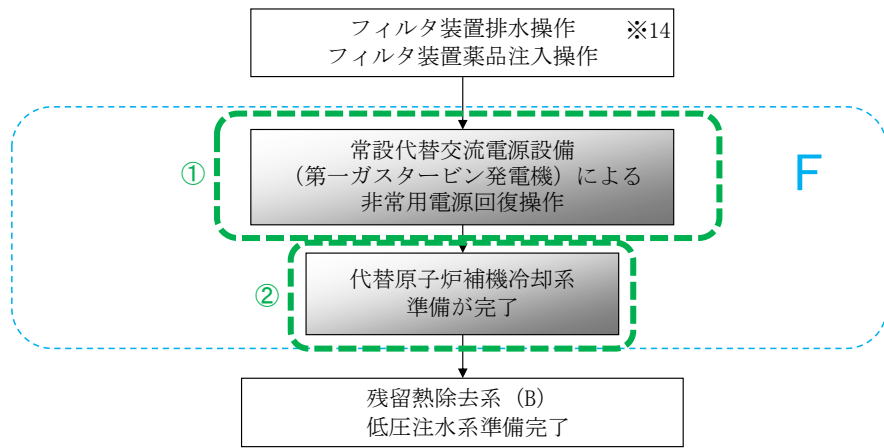 フィルタ装置排水操作 ※14
フィルタ装置薬品注入操作
①
常設代替交流電源設備
（第一ガスタービン発電機）による
非常用電源回復操作
F
②
代替原子炉補機冷却系
準備が完了
残留熱除去系 (B)
低圧注水系準備完了